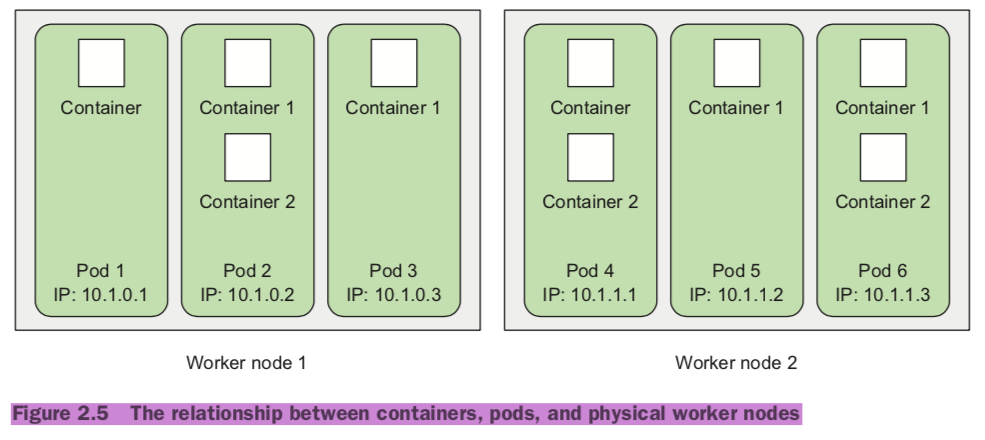 Container
Container 1
Container 2
Pod 1
IP: 10.1.0.1
Pod 2
IP: 10.1.0.2
Container 1
Pod 3
IP: 10.1.0.3
Worker node 1
Container
Container 2
Pod 4
IP: 10.1.1.1
Container 1
Pod 5
IP: 10.1.1.2
Container 1
Container 2
Pod 6
IP: 10.1.1.3
Worker node 2
Figure 2.5 The relationship between containers, pods, and physical worker nodes